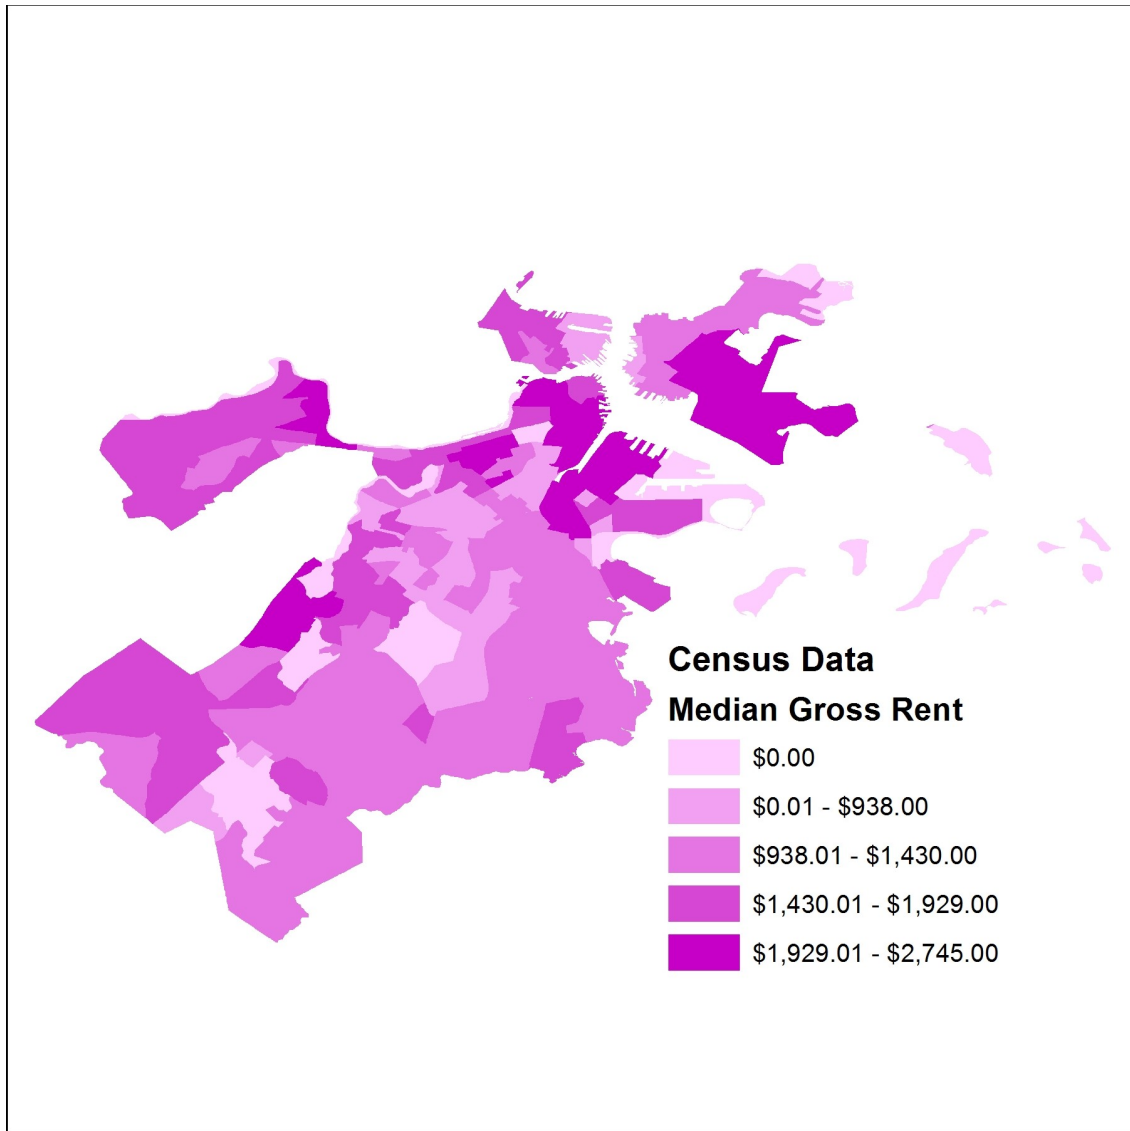 Census Data
Median Gross Rent
$0.00
$0.01 - $938.00
$938.01 - $1,430.00
$1,430.01 - $1,929.00
$1,929.01 - $2,745.00